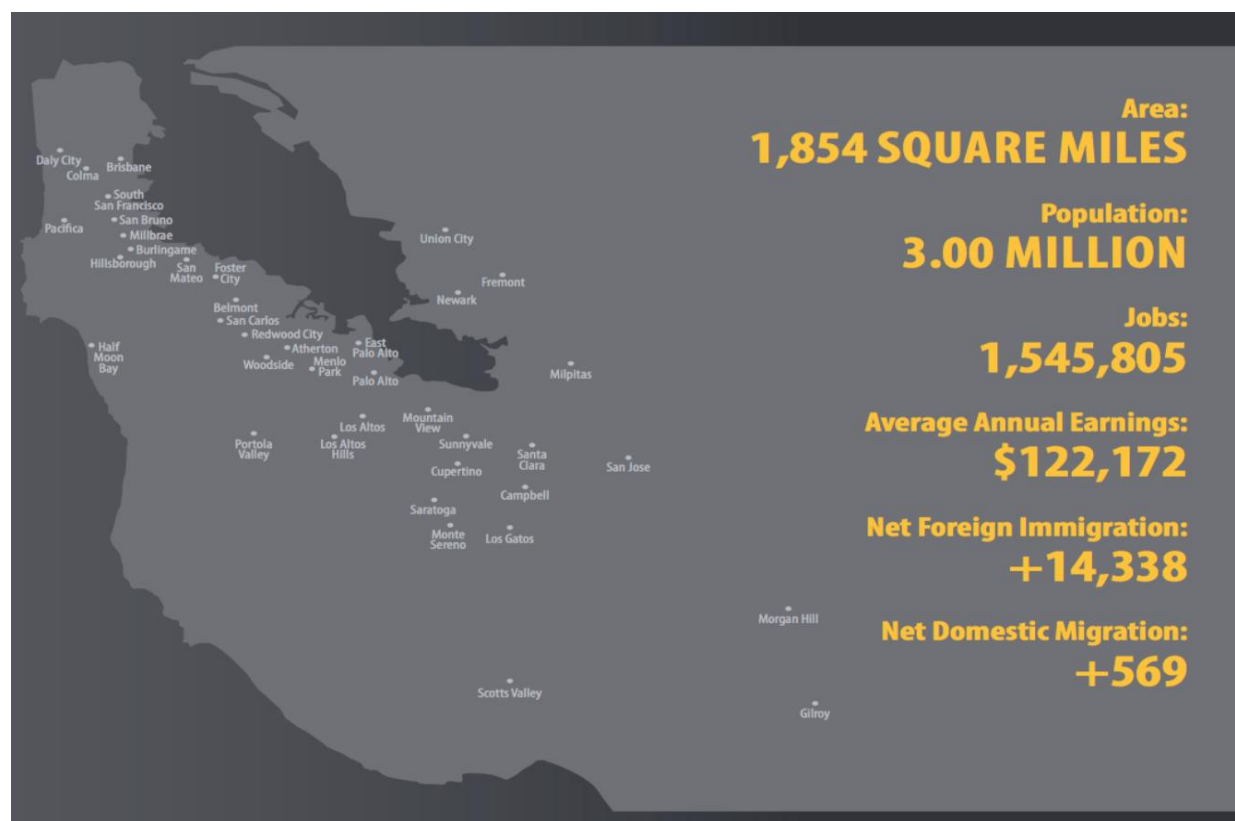 Daly City
Colma
Brisbane
South
San Francisco
Pacifica
San Bruno
Millbrae
Burlingame
Hillsborough
San
Mateo
Foster
City
Belmont
San Carlos
Redwood City
Half
Moon
Bay
Atherton
Woodside
Menlo
Park
East
Palo Alto
Palo Alto
Union City
Fremont
Newark
Milpitas
Portola
Valley
Los Altos
Los Altos
Hills
Mountain
View
Sunnyvale
Cupertino
Santa
Clara
San Jose
Campbell
Saratoga
Monte
Sereno
Los Gatos
Morgan Hill
Scotts Valley
Gilroy
Area:
1,854 SQUARE MILES
Population:
3.00 MILLION
Jobs:
1,545,805
Average Annual Earnings:
$122,172
Net Foreign Immigration:
+14,338
Net Domestic Migration:
+569